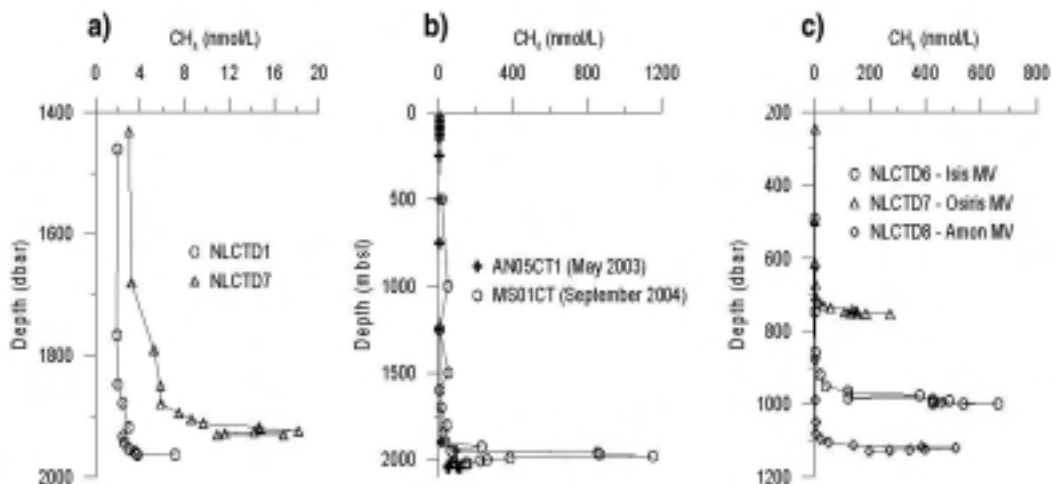 a)
CH₄ (nmol/L)
0 4 8 12 16 20
1400
1600
1800
2000
Depth (dbar)
NLCTD1
NLCTD7
b)
CH₄ (nmol/L)
0 400 800 1200
0
500
1000
1500
2000
Depth (mbsl)
AN05CT1 (May 2003)
MS01CT (September 2004)
c)
CH₄ (nmol/L)
0 200 400 600 800
200
400
600
800
1000
1200
Depth (dbar)
NLCTD6 - Isis MV
NLCTD7 - Osiris MV
NLCTD8 - Amon MV